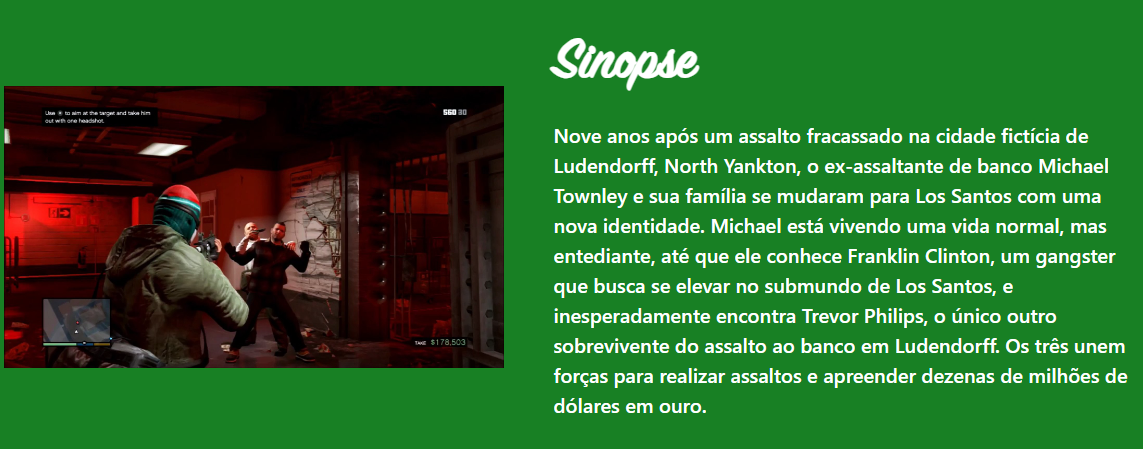 Sinopse
Use ⊙ to aim at the target and take him
out with one headshot.
560 30
TAKE $178,503
Nove anos após um assalto fracassado na cidade fictícia de
Ludendorff, North Yankton, o ex-assaltante de banco Michael
Townley e sua família se mudaram para Los Santos com uma
nova identidade. Michael está vivendo uma vida normal, mas
entediante, até que ele conhece Franklin Clinton, um gangster
que busca se elevar no submundo de Los Santos, e
inesperadamente encontra Trevor Philips, o único outro
sobrevivente do assalto ao banco em Ludendorff. Os três unem
forças para realizar assaltos e apreender dezenas de milhões de
dólares em ouro.